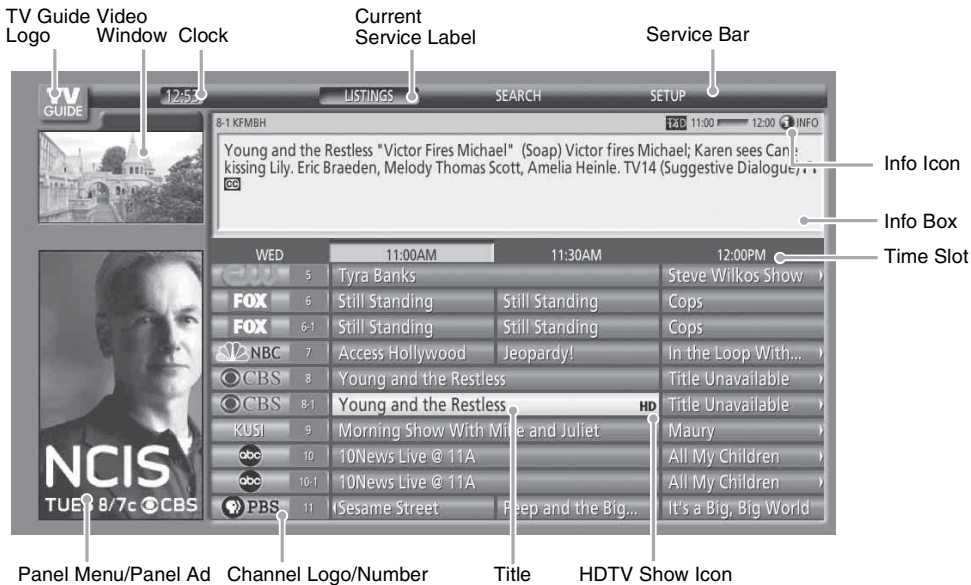 TV Guide Logo
Video Window
Clock
Current Service Label
Service Bar
TV GUIDE
12:53
LISTINGS
SEARCH
SETUP
8-1 KFMBH
11:00
12:00
i INFO
Info Icon
Young and the Restless "Victor Fires Michael" (Soap) Victor fires Michael; Karen sees Cane
kissing Lily. Eric Braeden, Melody Thomas Scott, Amelia Heinle. TV14 (Suggestive Dialogue)
CC
Info Box
WED
11:00AM
11:30AM
12:00PM
Time Slot
CW 5 Tyra Banks Steve Wilkos Show
FOX 6 Still Standing Still Standing Cops
FOX 6-1 Still Standing Still Standing Cops
NBC 7 Access Hollywood Jeopardy! In the Loop With...
CBS 8 Young and the Restless Title Unavailable
CBS 8-1 Young and the Restless HD Title Unavailable
KUSI 9 Morning Show With Mike and Juliet Maury
abc 10 10News Live @ 11A All My Children
abc 10-1 10News Live @ 11A All My Children
PBS 11 Sesame Street Peep and the Big... It's a Big, Big World
NCIS
TUES 8/7c CBS
Panel Menu/Panel Ad
Channel Logo/Number
Title
HDTV Show Icon